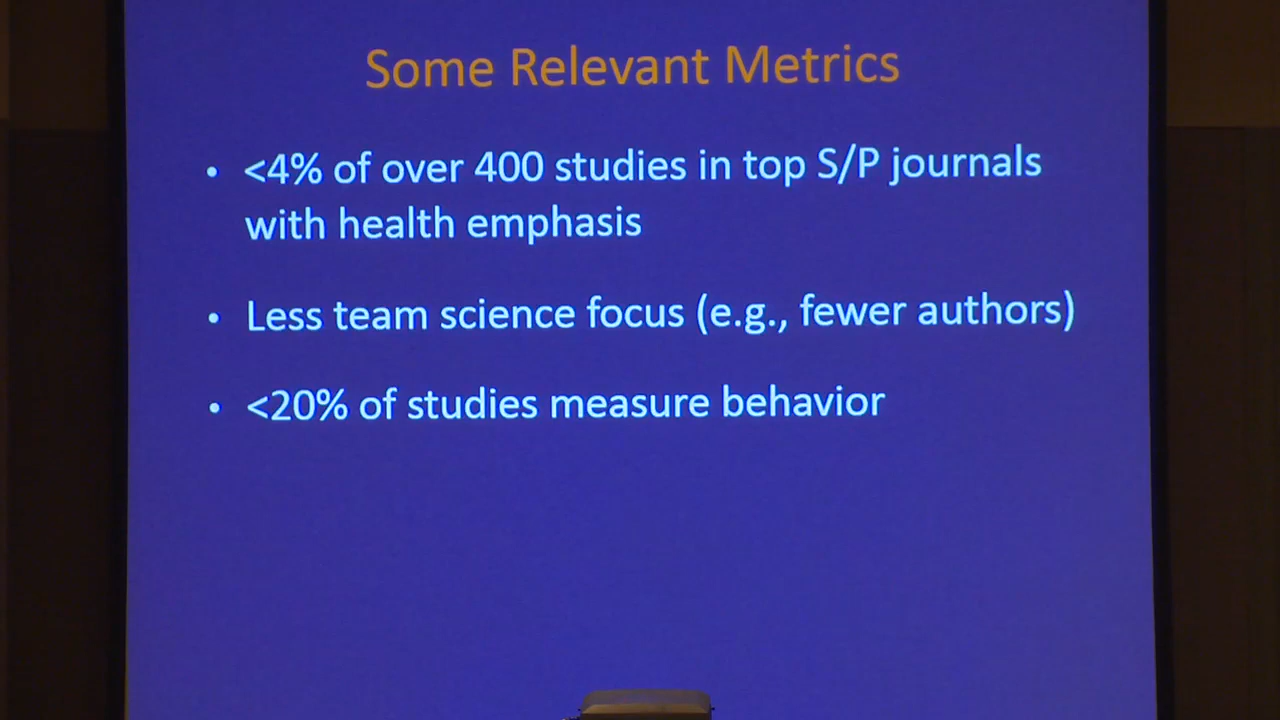 Some Relevant Metrics
• <4% of over 400 studies in top S/P journals
with health emphasis
• Less team science focus (e.g., fewer authors)
• <20% of studies measure behavior